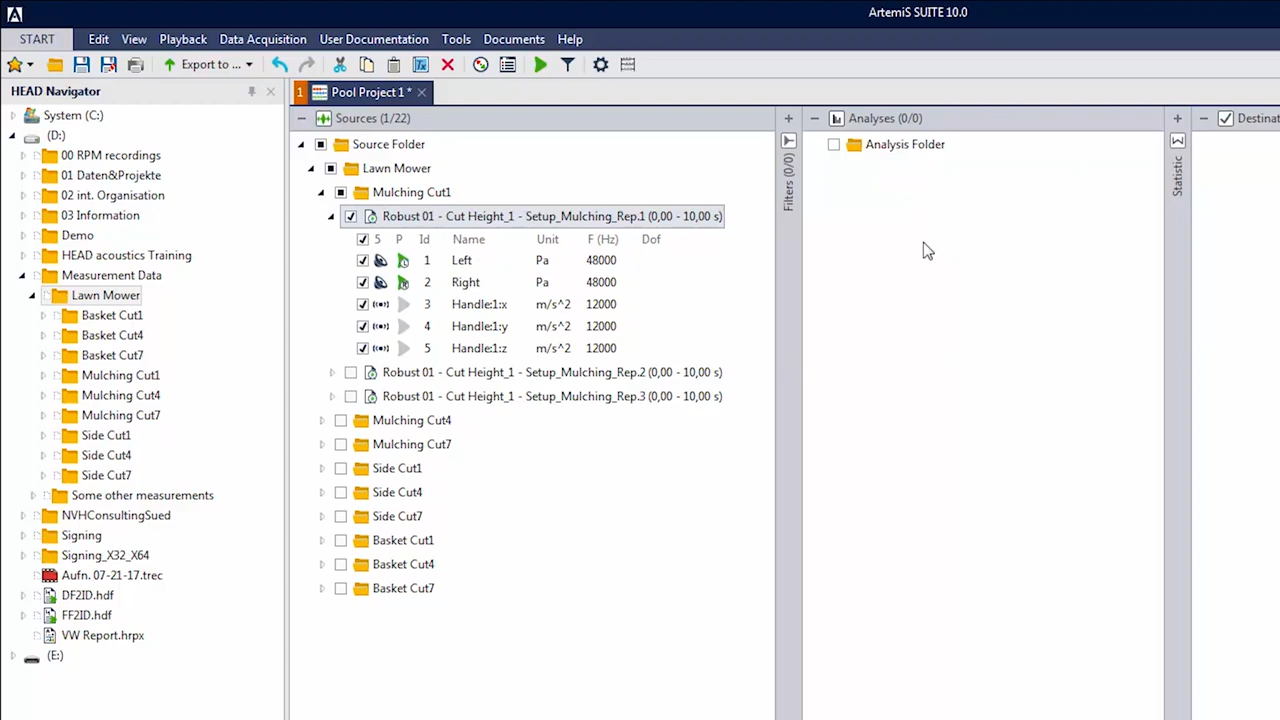 ArtemiS SUITE 10.0
START Edit View Playback Data Acquisition User Documentation Tools Documents Help
Export to ...
HEAD Navigator
System (C:)
(D:)
00 RPM recordings
01 Daten&Projekte
02 int. Organisation
03 Information
Demo
HEAD acoustics Training
Measurement Data
Lawn Mower
Basket Cut1
Basket Cut4
Basket Cut7
Mulching Cut1
Mulching Cut4
Mulching Cut7
Side Cut1
Side Cut4
Side Cut7
Some other measurements
NVHConsultingSued
Signing
Signing_X32_X64
Aufn. 07-21-17.trec
DF2ID.hdf
FF2ID.hdf
VW Report.hrpx
(E:)
1 Pool Project 1 *
Sources (1/22)
Source Folder
Lawn Mower
Mulching Cut1
Robust 01 - Cut Height_1 - Setup_Mulching_Rep.1 (0,00 - 10,00 s)
5 P Id Name Unit F (Hz) Dof
1 Left Pa 48000
2 Right Pa 48000
3 Handle:1:x m/s^2 12000
4 Handle:1:y m/s^2 12000
5 Handle:1:z m/s^2 12000
Robust 01 - Cut Height_1 - Setup_Mulching_Rep.2 (0,00 - 10,00 s)
Robust 01 - Cut Height_1 - Setup_Mulching_Rep.3 (0,00 - 10,00 s)
Mulching Cut4
Mulching Cut7
Side Cut1
Side Cut4
Side Cut7
Basket Cut1
Basket Cut4
Basket Cut7
Filters (0/0)
Analyses (0/0)
Analysis Folder
Statistic
Destinat